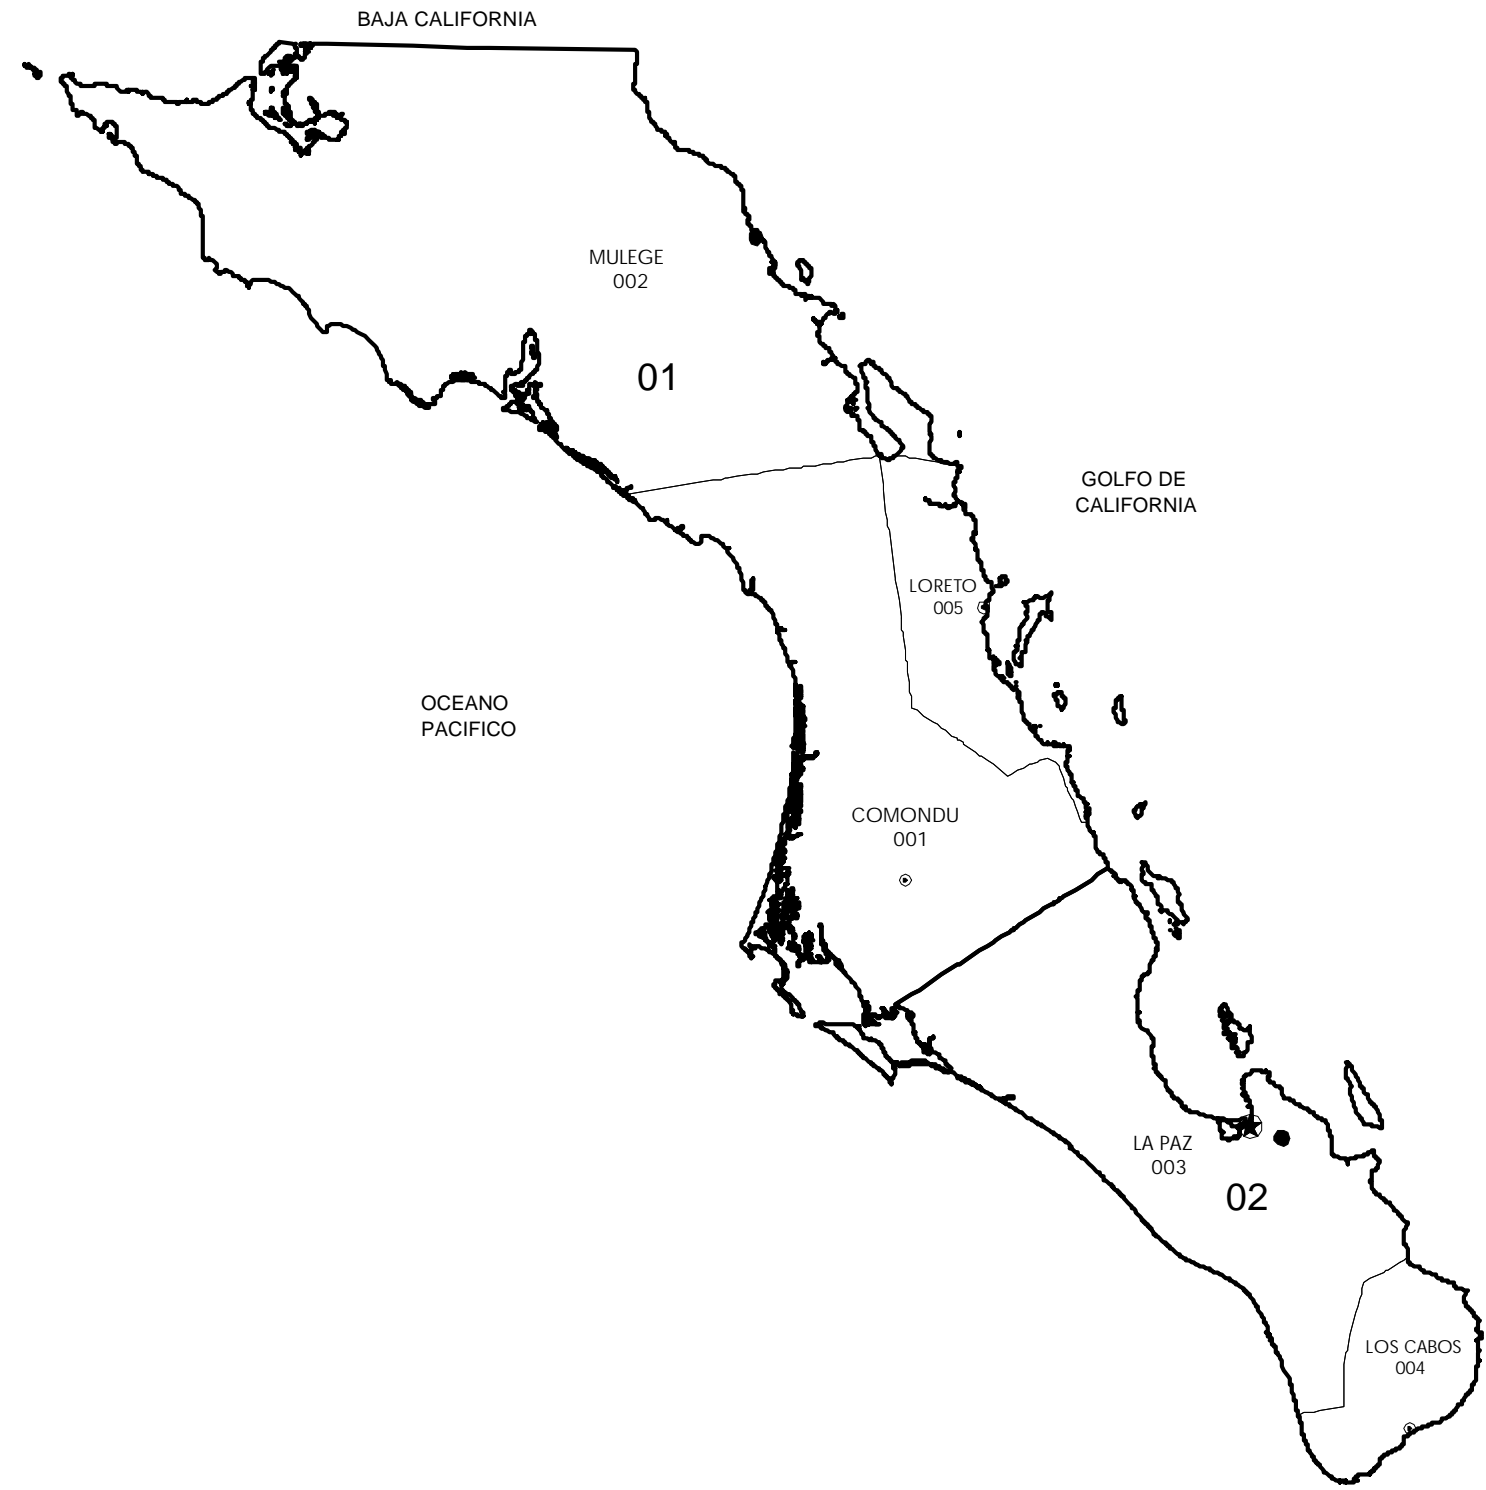 BAJA CALIFORNIA
MULEGE
002
01
GOLFO DE
CALIFORNIA
LORETO
005
OCEANO
PACIFICO
COMONDU
001
LA PAZ
003
02
LOS CABOS
004